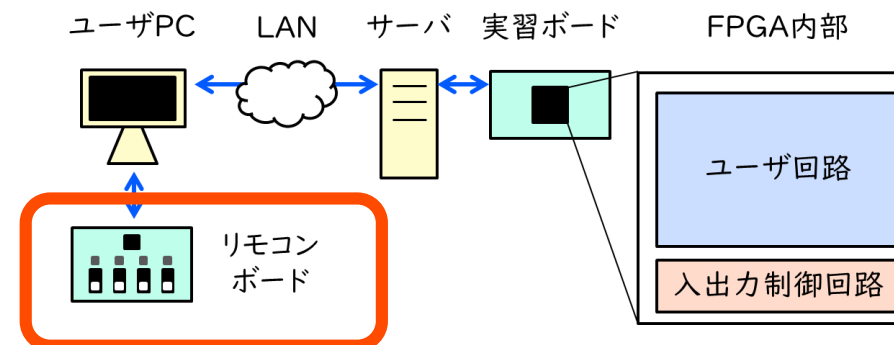 ユーザPC
LAN
サーバ
実習ボード
FPGA内部
ユーザ回路
リモコン
ボード
入出力制御回路